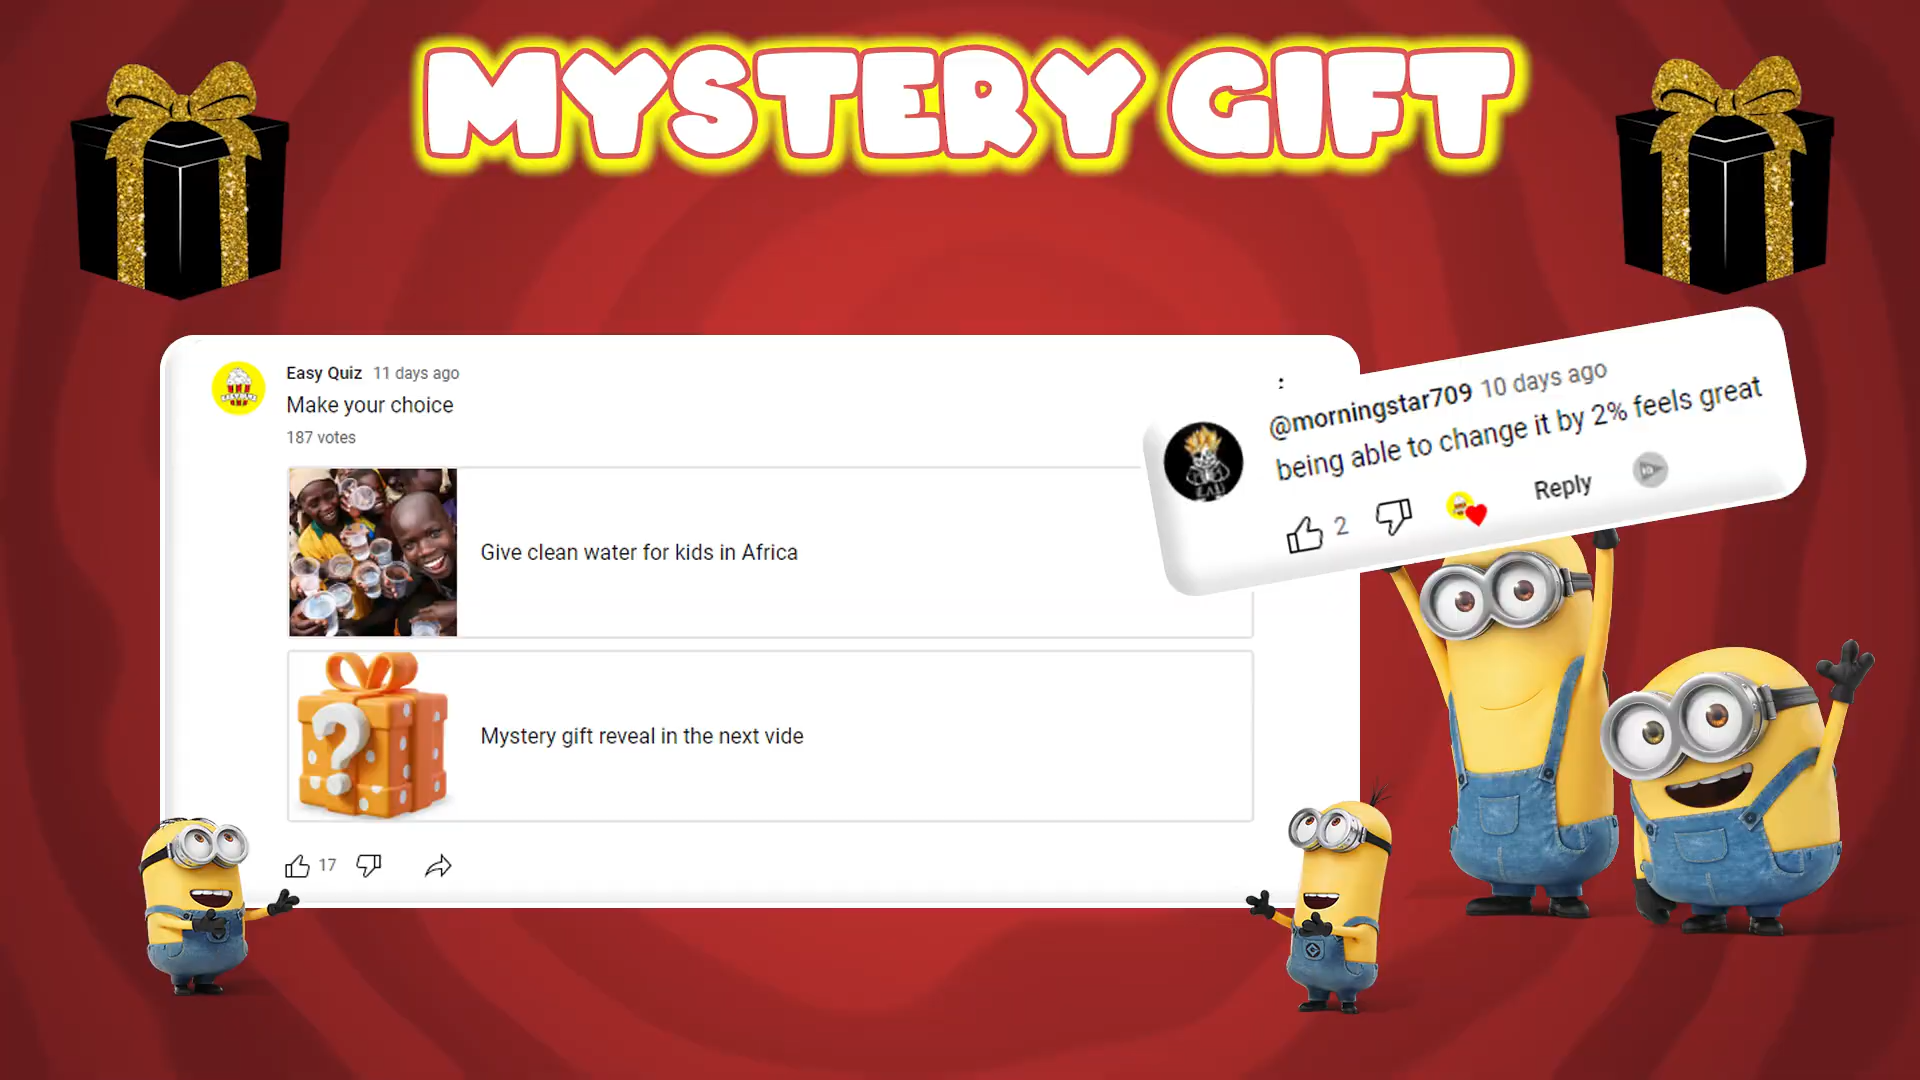 MYSTERY GIFT
Easy Quiz 11 days ago
Make your choice
187 votes
Give clean water for kids in Africa
Mystery gift reveal in the next vide
17
@morningstar709 10 days ago
being able to change it by 2% feels great
2 Reply